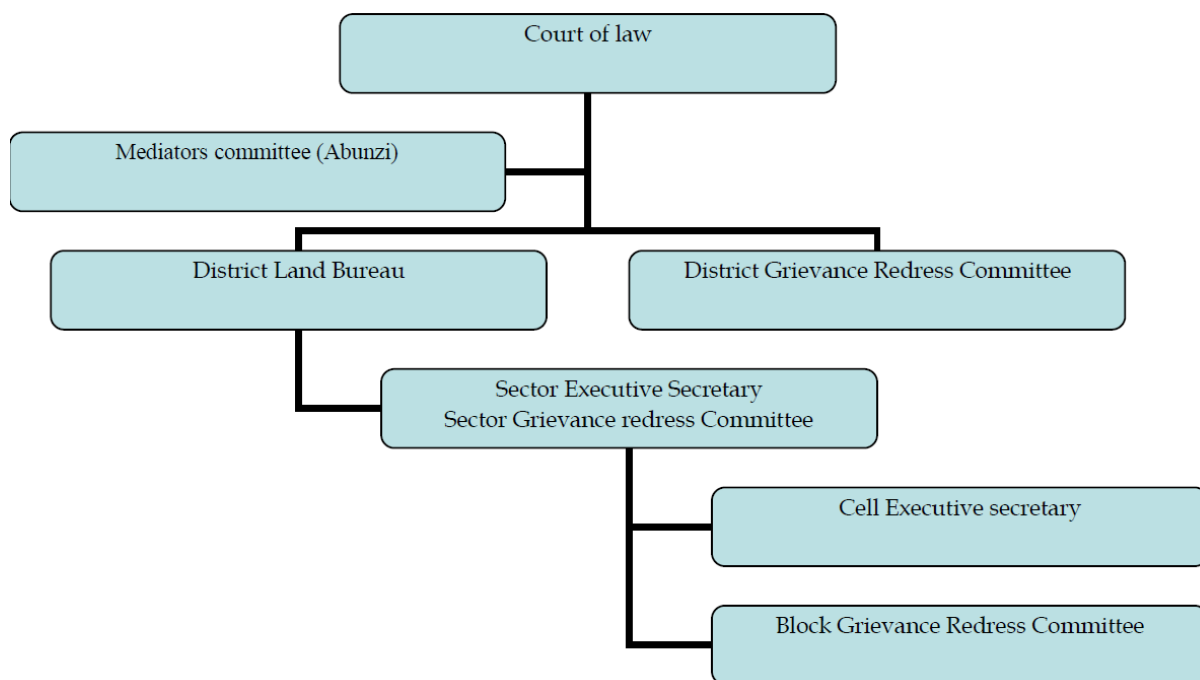 Court of law
Mediators committee (Abunzi)
District Land Bureau
District Grievance Redress Committee
Sector Executive Secretary
Sector Grievance redress Committee
Cell Executive secretary
Block Grievance Redress Committee